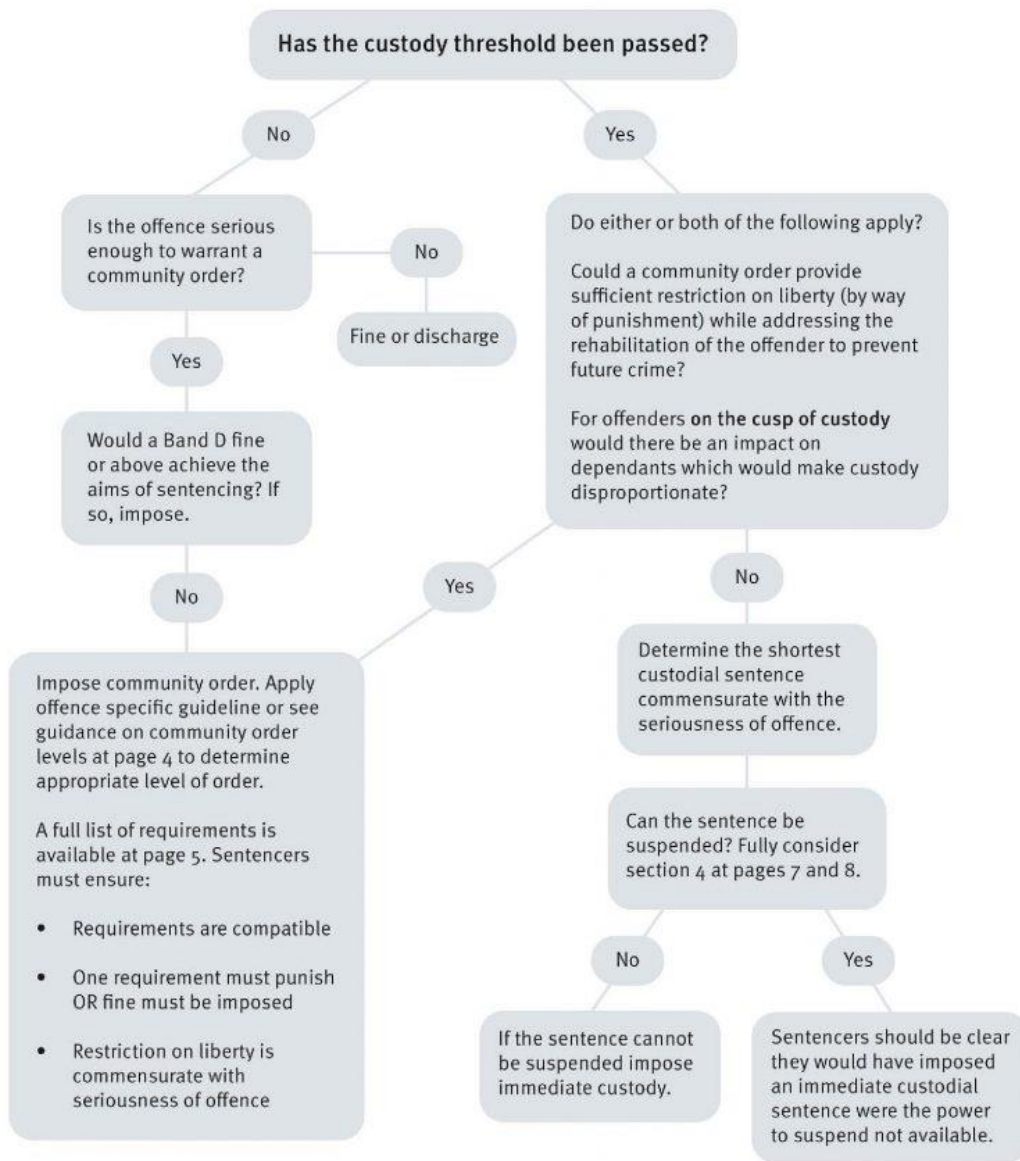 Has the custody threshold been passed?
No
Yes
Is the offence serious
enough to warrant a
community order?
No
Fine or discharge
Yes
Would a Band D fine
or above achieve the
aims of sentencing? If
so, impose.
No
Do either or both of the following apply?
Could a community order provide
sufficient restriction on liberty (by way
of punishment) while addressing the
rehabilitation of the offender to prevent
future crime?
For offenders on the cusp of custody
would there be an impact on
dependants which would make custody
disproportionate?
Yes
No
Impose community order. Apply
offence specific guideline or see
guidance on community order
levels at page 4 to determine
appropriate level of order.
A full list of requirements is
available at page 5. Sentencers
must ensure:
• Requirements are compatible
• One requirement must punish
OR fine must be imposed
• Restriction on liberty is
commensurate with
seriousness of offence
Determine the shortest
custodial sentence
commensurate with the
seriousness of offence.
Can the sentence be
suspended? Fully consider
section 4 at pages 7 and 8.
No
Yes
If the sentence cannot
be suspended impose
immediate custody.
Sentencers should be clear
they would have imposed
an immediate custodial
sentence were the power
to suspend not available.